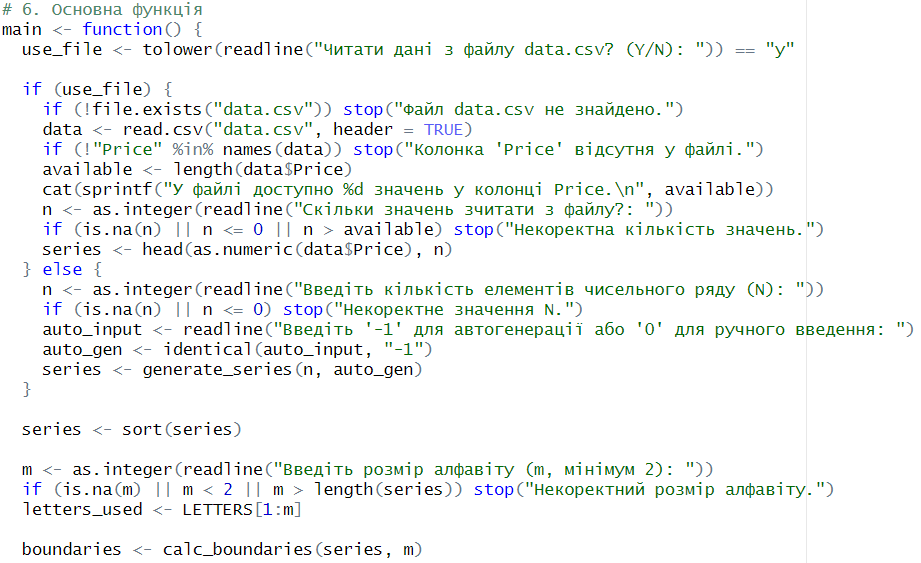 # 6. Основна функція
main <- function() {
  use_file <- tolower(readline("Читати дані з файлу data.csv? (Y/N): ")) == "y"

  if (use_file) {
    if (!file.exists("data.csv")) stop("Файл data.csv не знайдено.")
    data <- read.csv("data.csv", header = TRUE)
    if (!"Price" %in% names(data)) stop("Колонка 'Price' відсутня у файлі.")
    available <- length(data$Price)
    cat(sprintf("У файлі доступно %d значень у колонці Price.\n", available))
    n <- as.integer(readline("Скільки значень зчитати з файлу?: "))
    if (is.na(n) || n <= 0 || n > available) stop("Некоректна кількість значень.")
    series <- head(as.numeric(data$Price), n)
  } else {
    n <- as.integer(readline("Введіть кількість елементів чисельного ряду (N): "))
    if (is.na(n) || n <= 0) stop("Некоректне значення N.")
    auto_input <- readline("Введіть '-1' для автогенерації або '0' для ручного введення: ")
    auto_gen <- identical(auto_input, "-1")
    series <- generate_series(n, auto_gen)
  }

  series <- sort(series)

  m <- as.integer(readline("Введіть розмір алфавіту (m, мінімум 2): "))
  if (is.na(m) || m < 2 || m > length(series)) stop("Некоректний розмір алфавіту.")
  letters_used <- LETTERS[1:m]

  boundaries <- calc_boundaries(series, m)